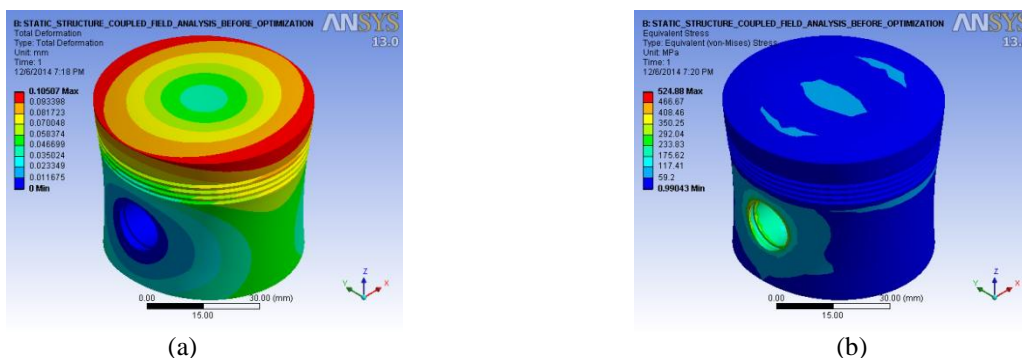 B: STATIC_STRUCTURE_COUPLED_FIELD_ANALYSIS_BEFORE_OPTIMIZATION
Total Deformation
Type: Total Deformation
Unit: mm
Time: 1
12/6/2014 7:18 PM
ANSYS
13.0
0.10507 Max
0.093398
0.081723
0.070048
0.058374
0.046699
0.035024
0.023349
0.011675
0 Min
0.00
30.00 (mm)
15.00
Z
Y
X
(a)
B: STATIC_STRUCTURE_COUPLED_FIELD_ANALYSIS_BEFORE_OPTIMIZATION
Equivalent Stress
Type: Equivalent (von-Mises) Stress
Unit: MPa
Time: 1
12/6/2014 7:20 PM
ANSYS
13.
524.88 Max
466.67
408.46
350.25
292.04
233.83
175.62
117.41
59.2
0.99043 Min
0.00
30.00 (mm)
15.00
Z
Y
X
(b)